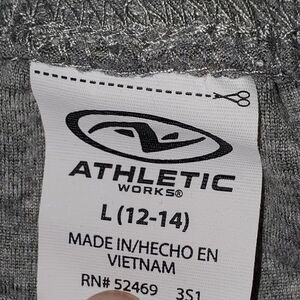 ATHLETIC
WORKS®
L (12-14)
MADE IN/HECHO EN
VIETNAM
RN# 52469 3S1